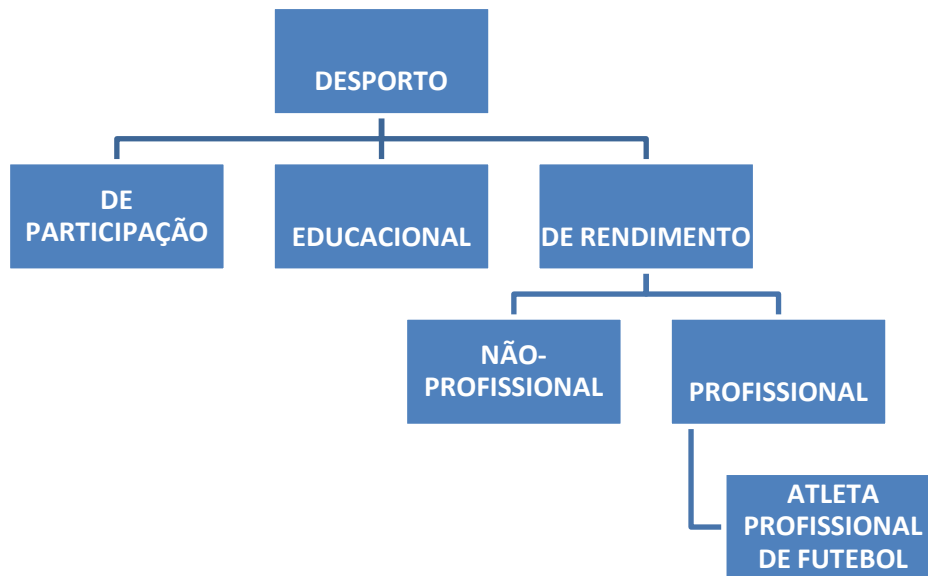 DESPORTO
DE
PARTICIPAÇÃO
EDUCACIONAL
DE RENDIMENTO
NÃO-
PROFISSIONAL
PROFISSIONAL
ATLETA
PROFISSIONAL
DE FUTEBOL